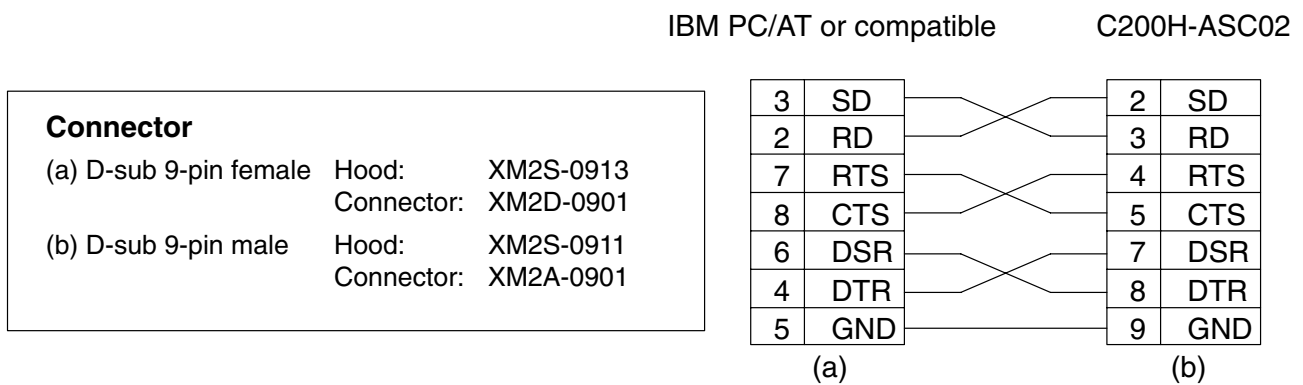 IBM PC/AT or compatible C200H-ASC02
Connector
(a) D-sub 9-pin female Hood: XM2S-0913
Connector: XM2D-0901
(b) D-sub 9-pin male Hood: XM2S-0911
Connector: XM2A-0901
3 SD 2 SD
2 RD 3 RD
7 RTS 4 RTS
8 CTS 5 CTS
6 DSR 7 DSR
4 DTR 8 DTR
5 GND 9 GND
(a) (b)